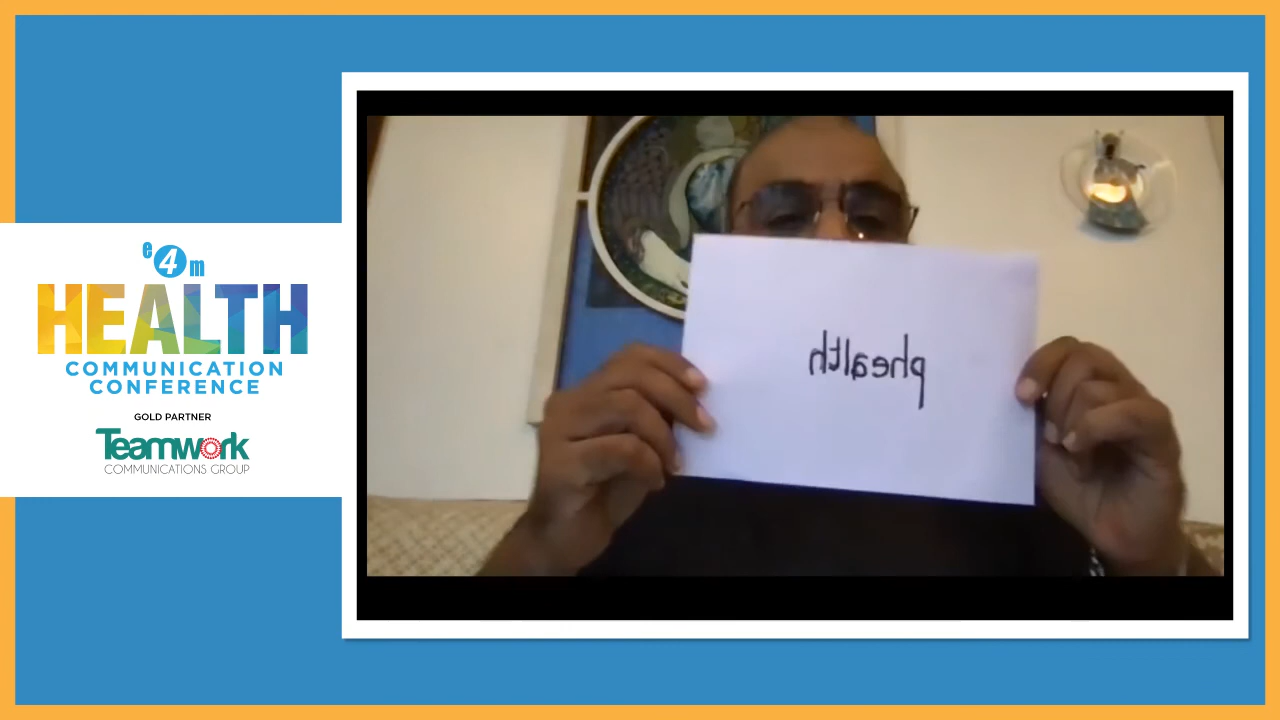 e4m
HEALTH
COMMUNICATION
CONFERENCE
GOLD PARTNER
Teamwork
COMMUNICATIONS GROUP
phealth